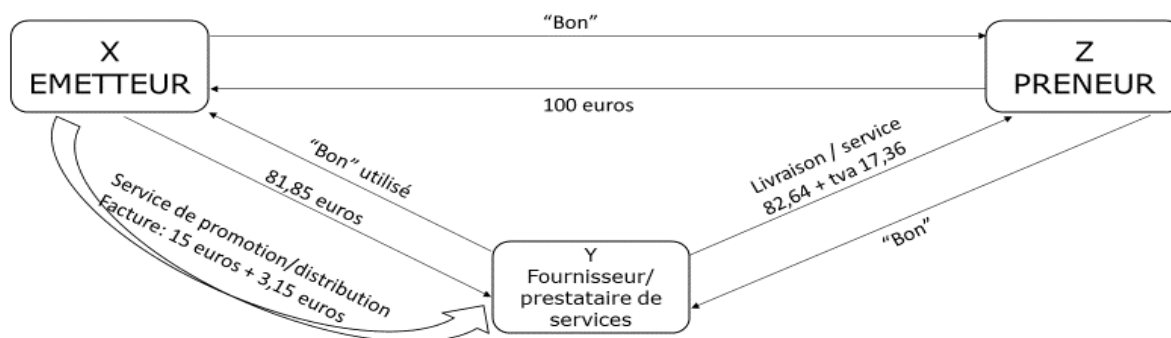 “Bon”
X
EMETTEUR
Z
PRENEUR
100 euros
“Bon” utilisé
81,85 euros
Livraison / service
82,64 + tva 17,36
Service de promotion/distribution
Facture: 15 euros + 3,15 euros
“Bon”
Y
Fournisseur/
prestataire de
services